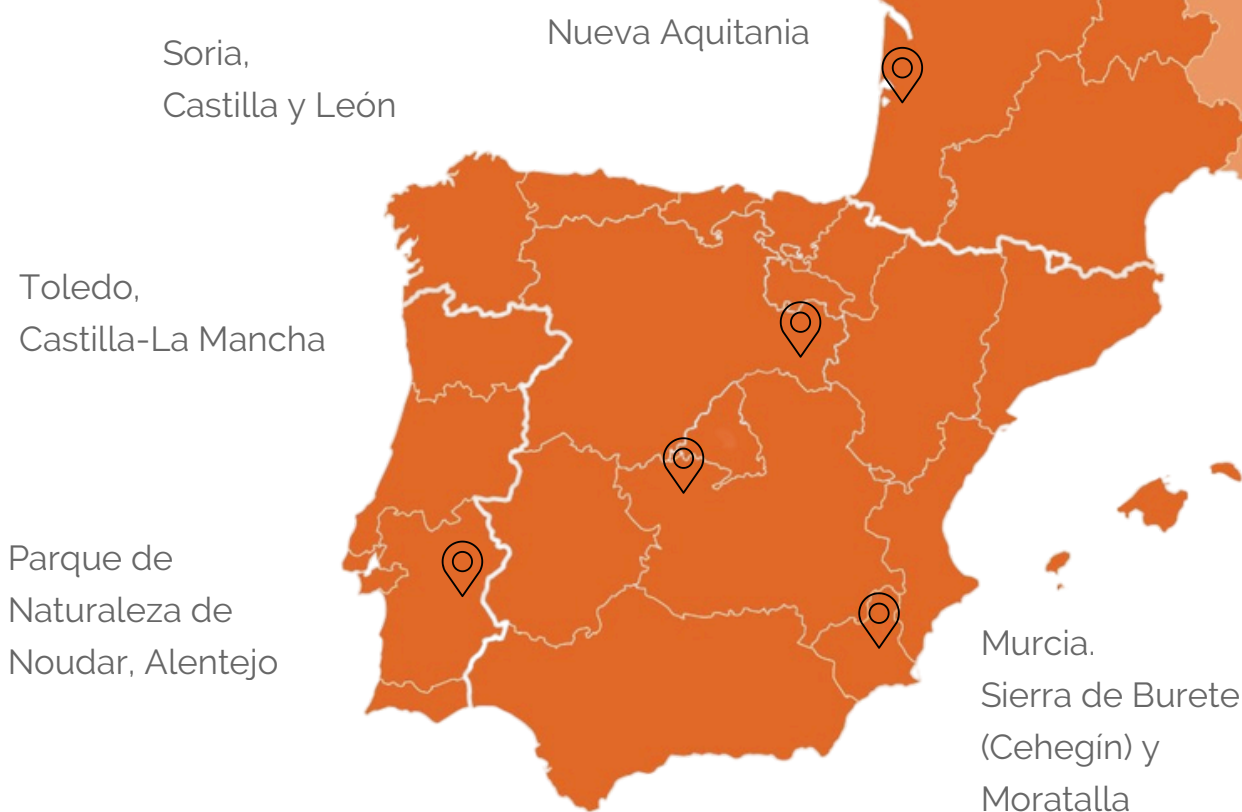 Nueva Aquitania
Soria,
Castilla y León
Toledo,
Castilla-La Mancha
Parque de
Naturaleza de
Noudar, Alentejo
Murcia.
Sierra de Burete
(Cehegín) y
Moratalla